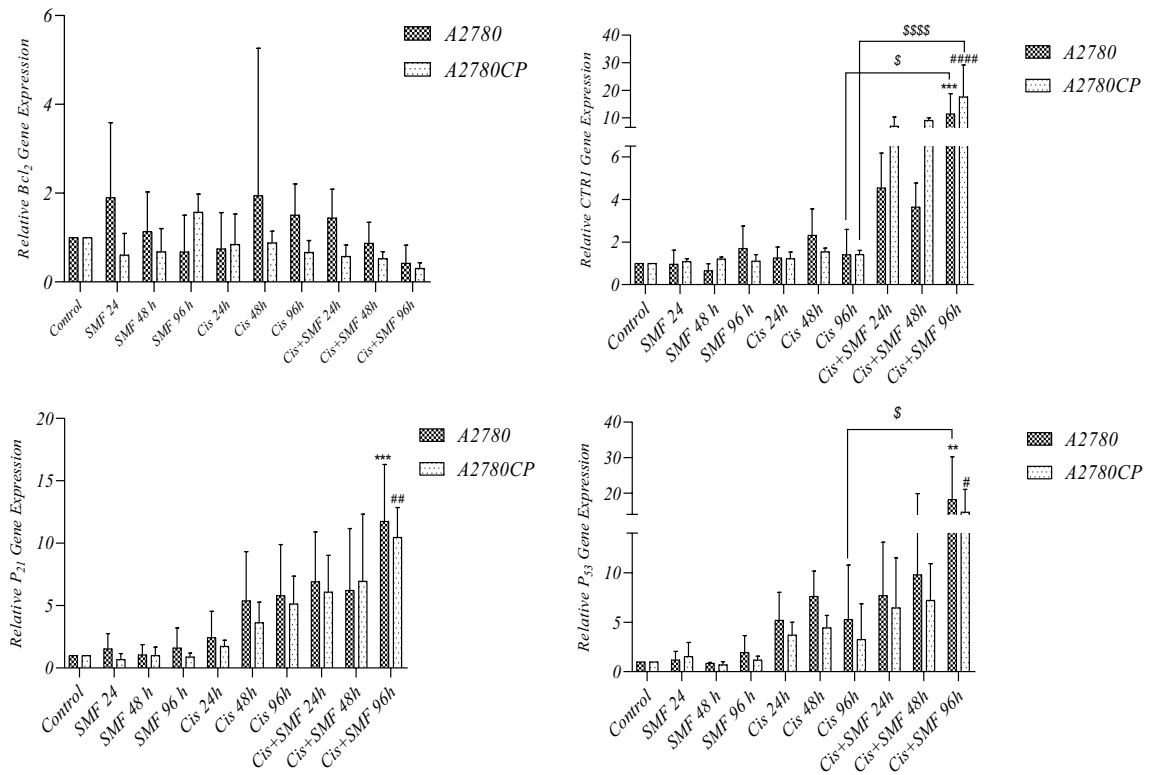 Relative Bcl2 Gene Expression
6
4
2
0
Control
SMF 24
SMF 48 h
SMF 96 h
Cis 24h
Cis 48h
Cis 96h
Cis+SMF 24h
Cis+SMF 48h
Cis+SMF 96h
A2780
A2780CP
Relative CTR1 Gene Expression
40
30
20
10
6
4
2
0
$$$$
$
####
***
Control
SMF 24
SMF 48 h
SMF 96 h
Cis 24h
Cis 48h
Cis 96h
Cis+SMF 24h
Cis+SMF 48h
Cis+SMF 96h
A2780
A2780CP
Relative P21 Gene Expression
20
15
10
5
0
***
##
Control
SMF 24
SMF 48 h
SMF 96 h
Cis 24h
Cis 48h
Cis 96h
Cis+SMF 24h
Cis+SMF 48h
Cis+SMF 96h
A2780
A2780CP
Relative P53 Gene Expression
40
30
20
10
5
0
$
**
#
Control
SMF 24
SMF 48 h
SMF 96 h
Cis 24h
Cis 48h
Cis 96h
Cis+SMF 24h
Cis+SMF 48h
Cis+SMF 96h
A2780
A2780CP